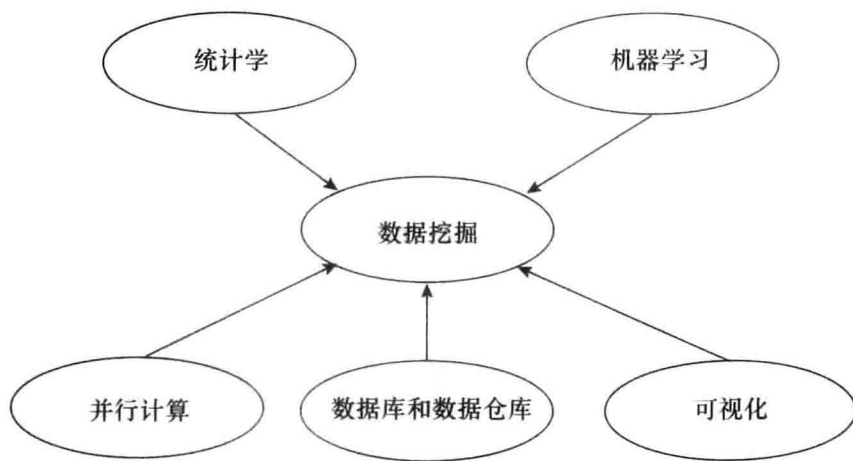 统计学
机器学习
数据挖掘
并行计算
数据库和数据仓库
可视化